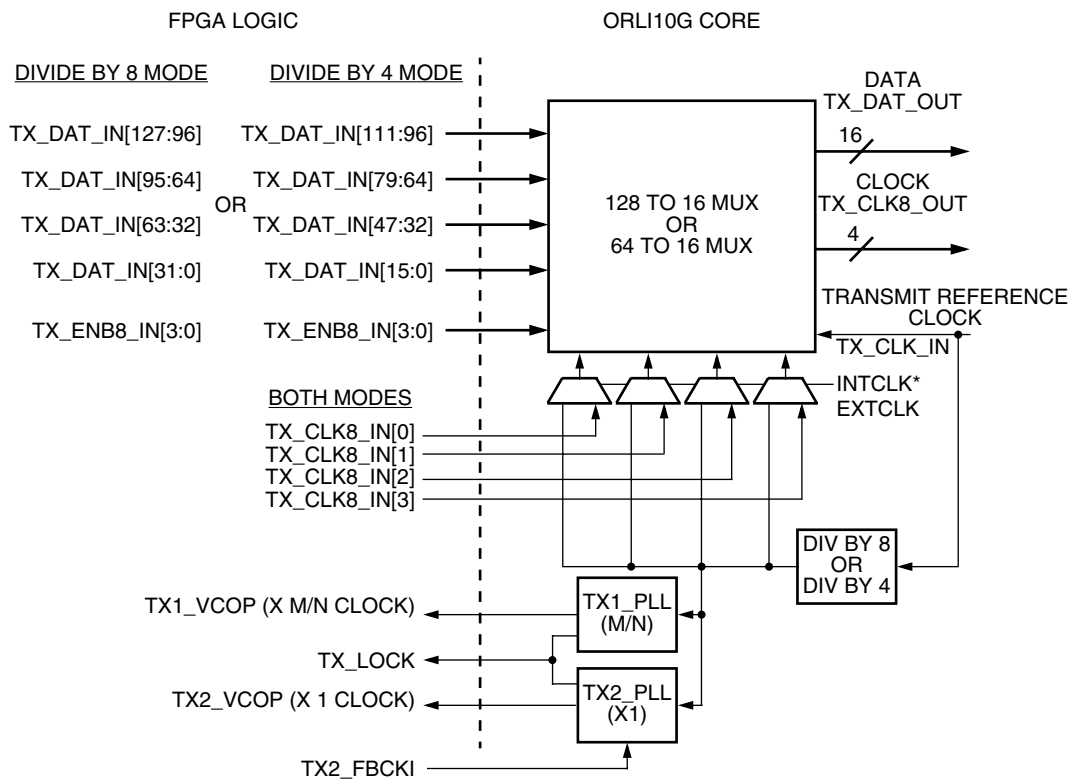 FPGA LOGIC
ORLI10G CORE
DIVIDE BY 8 MODE
DIVIDE BY 4 MODE
DATA
TX_DAT_OUT
TX_DAT_IN[127:96]
TX_DAT_IN[111:96]
16
TX_DAT_IN[95:64]
TX_DAT_IN[79:64]
OR
CLOCK
TX_CLK8_OUT
128 TO 16 MUX
OR
64 TO 16 MUX
TX_DAT_IN[63:32]
TX_DAT_IN[47:32]
4
TX_DAT_IN[31:0]
TX_DAT_IN[15:0]
TRANSMIT REFERENCE
CLOCK
TX_ENB8_IN[3:0]
TX_ENB8_IN[3:0]
TX_CLK_IN
INTCLK*
EXTCLK
BOTH MODES
TX_CLK8_IN[0]
TX_CLK8_IN[1]
TX_CLK8_IN[2]
TX_CLK8_IN[3]
DIV BY 8
OR
DIV BY 4
TX1_VCOP (X M/N CLOCK)
TX1_PLL
(M/N)
TX_LOCK
TX2_VCOP (X 1 CLOCK)
TX2_PLL
(X1)
TX2_FBCKI